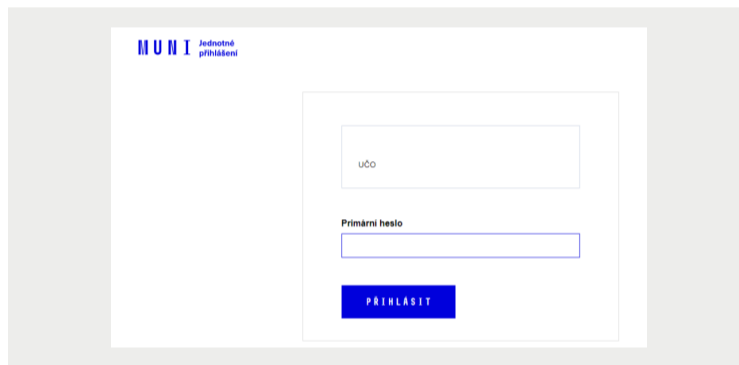 MUNI Jednotné
přihlášení
učo
Primární heslo
PŘIHLÁSIT